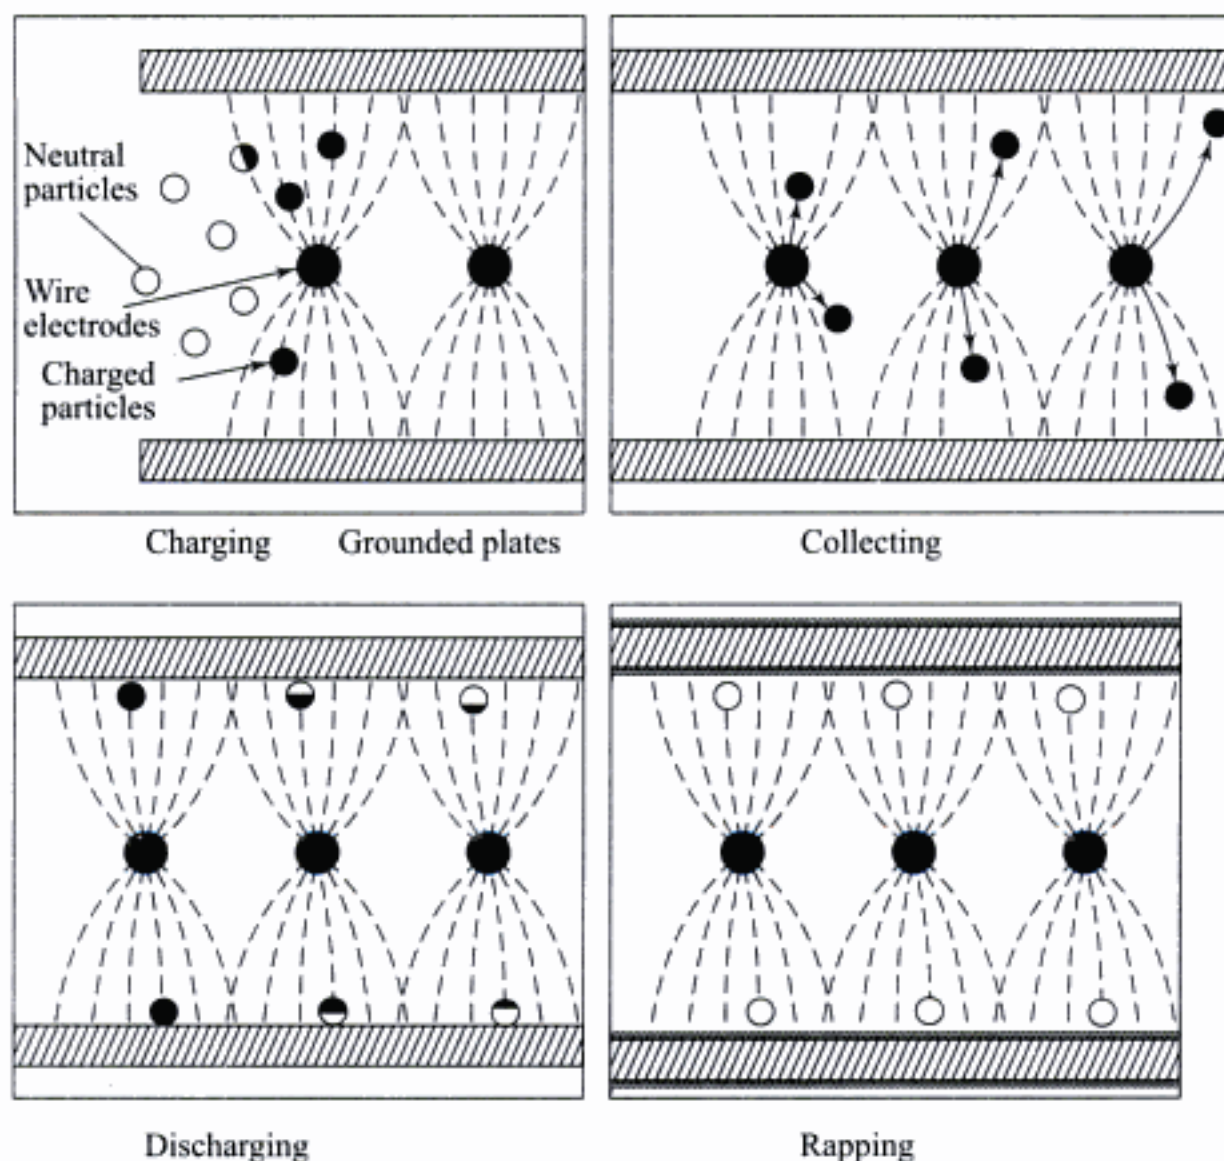 Neutral
particles
Wire
electrodes
Charged
particles
Charging
Grounded plates
Collecting
Discharging
Rapping